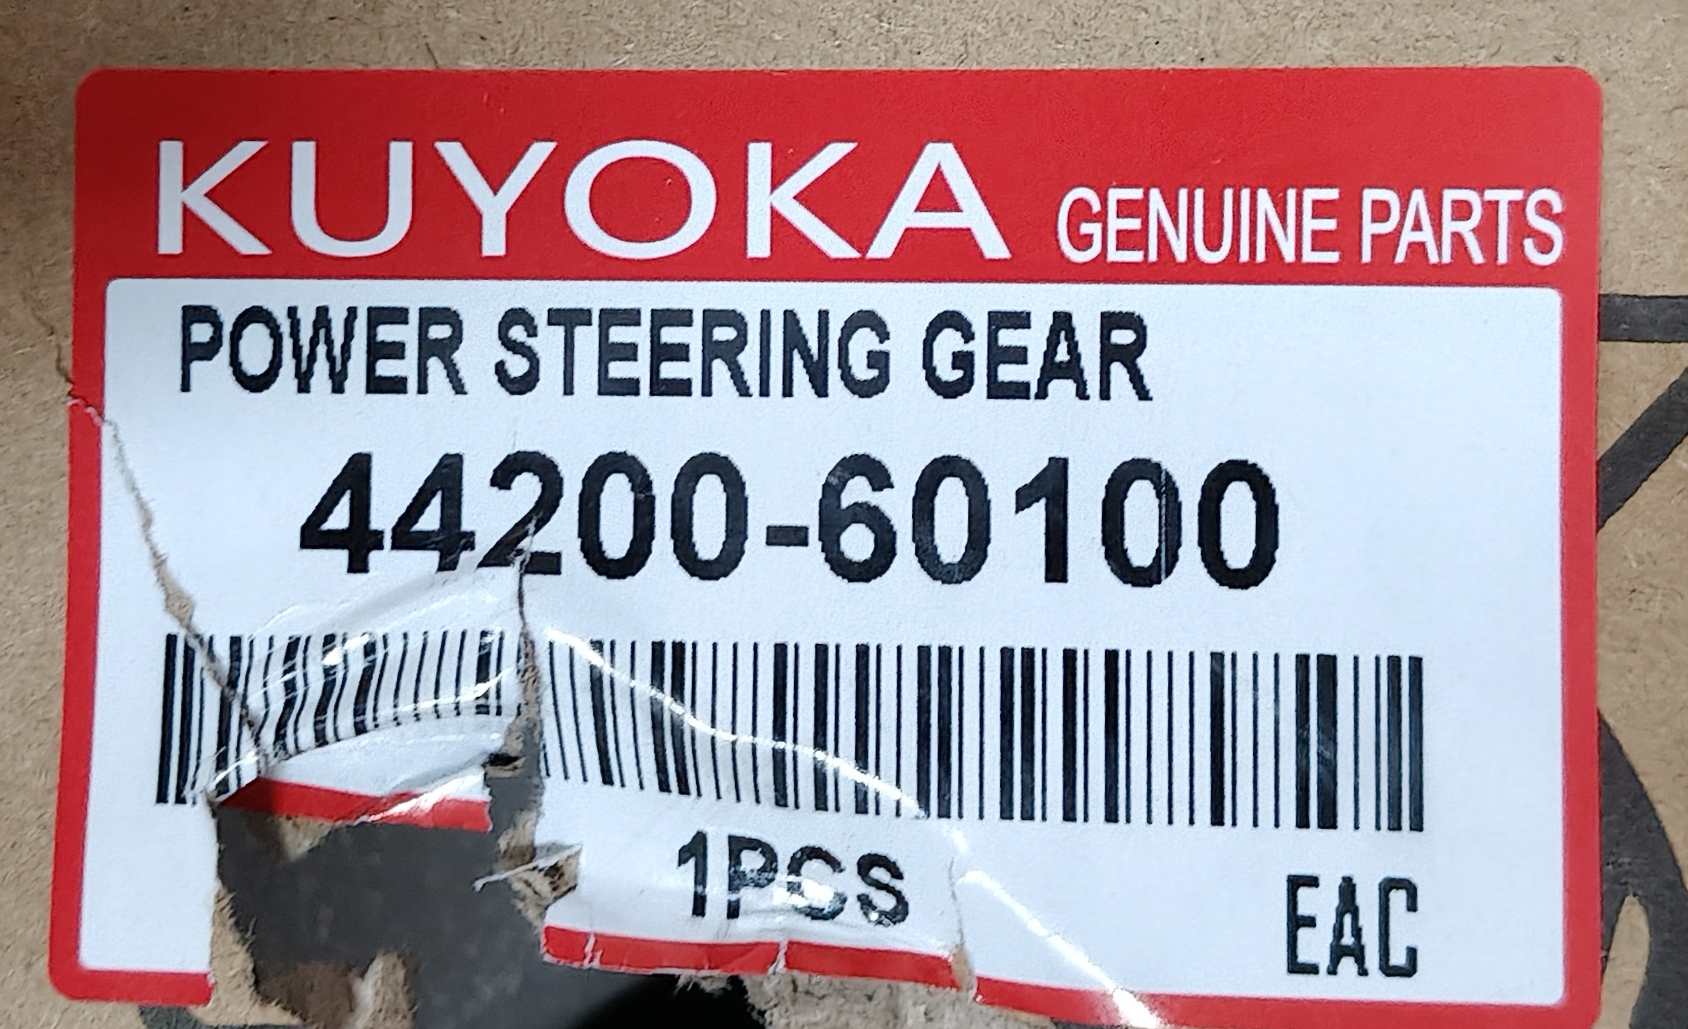 KUYOKA GENUINE PARTS
POWER STEERING GEAR
44200-60100
1PCS
EAC